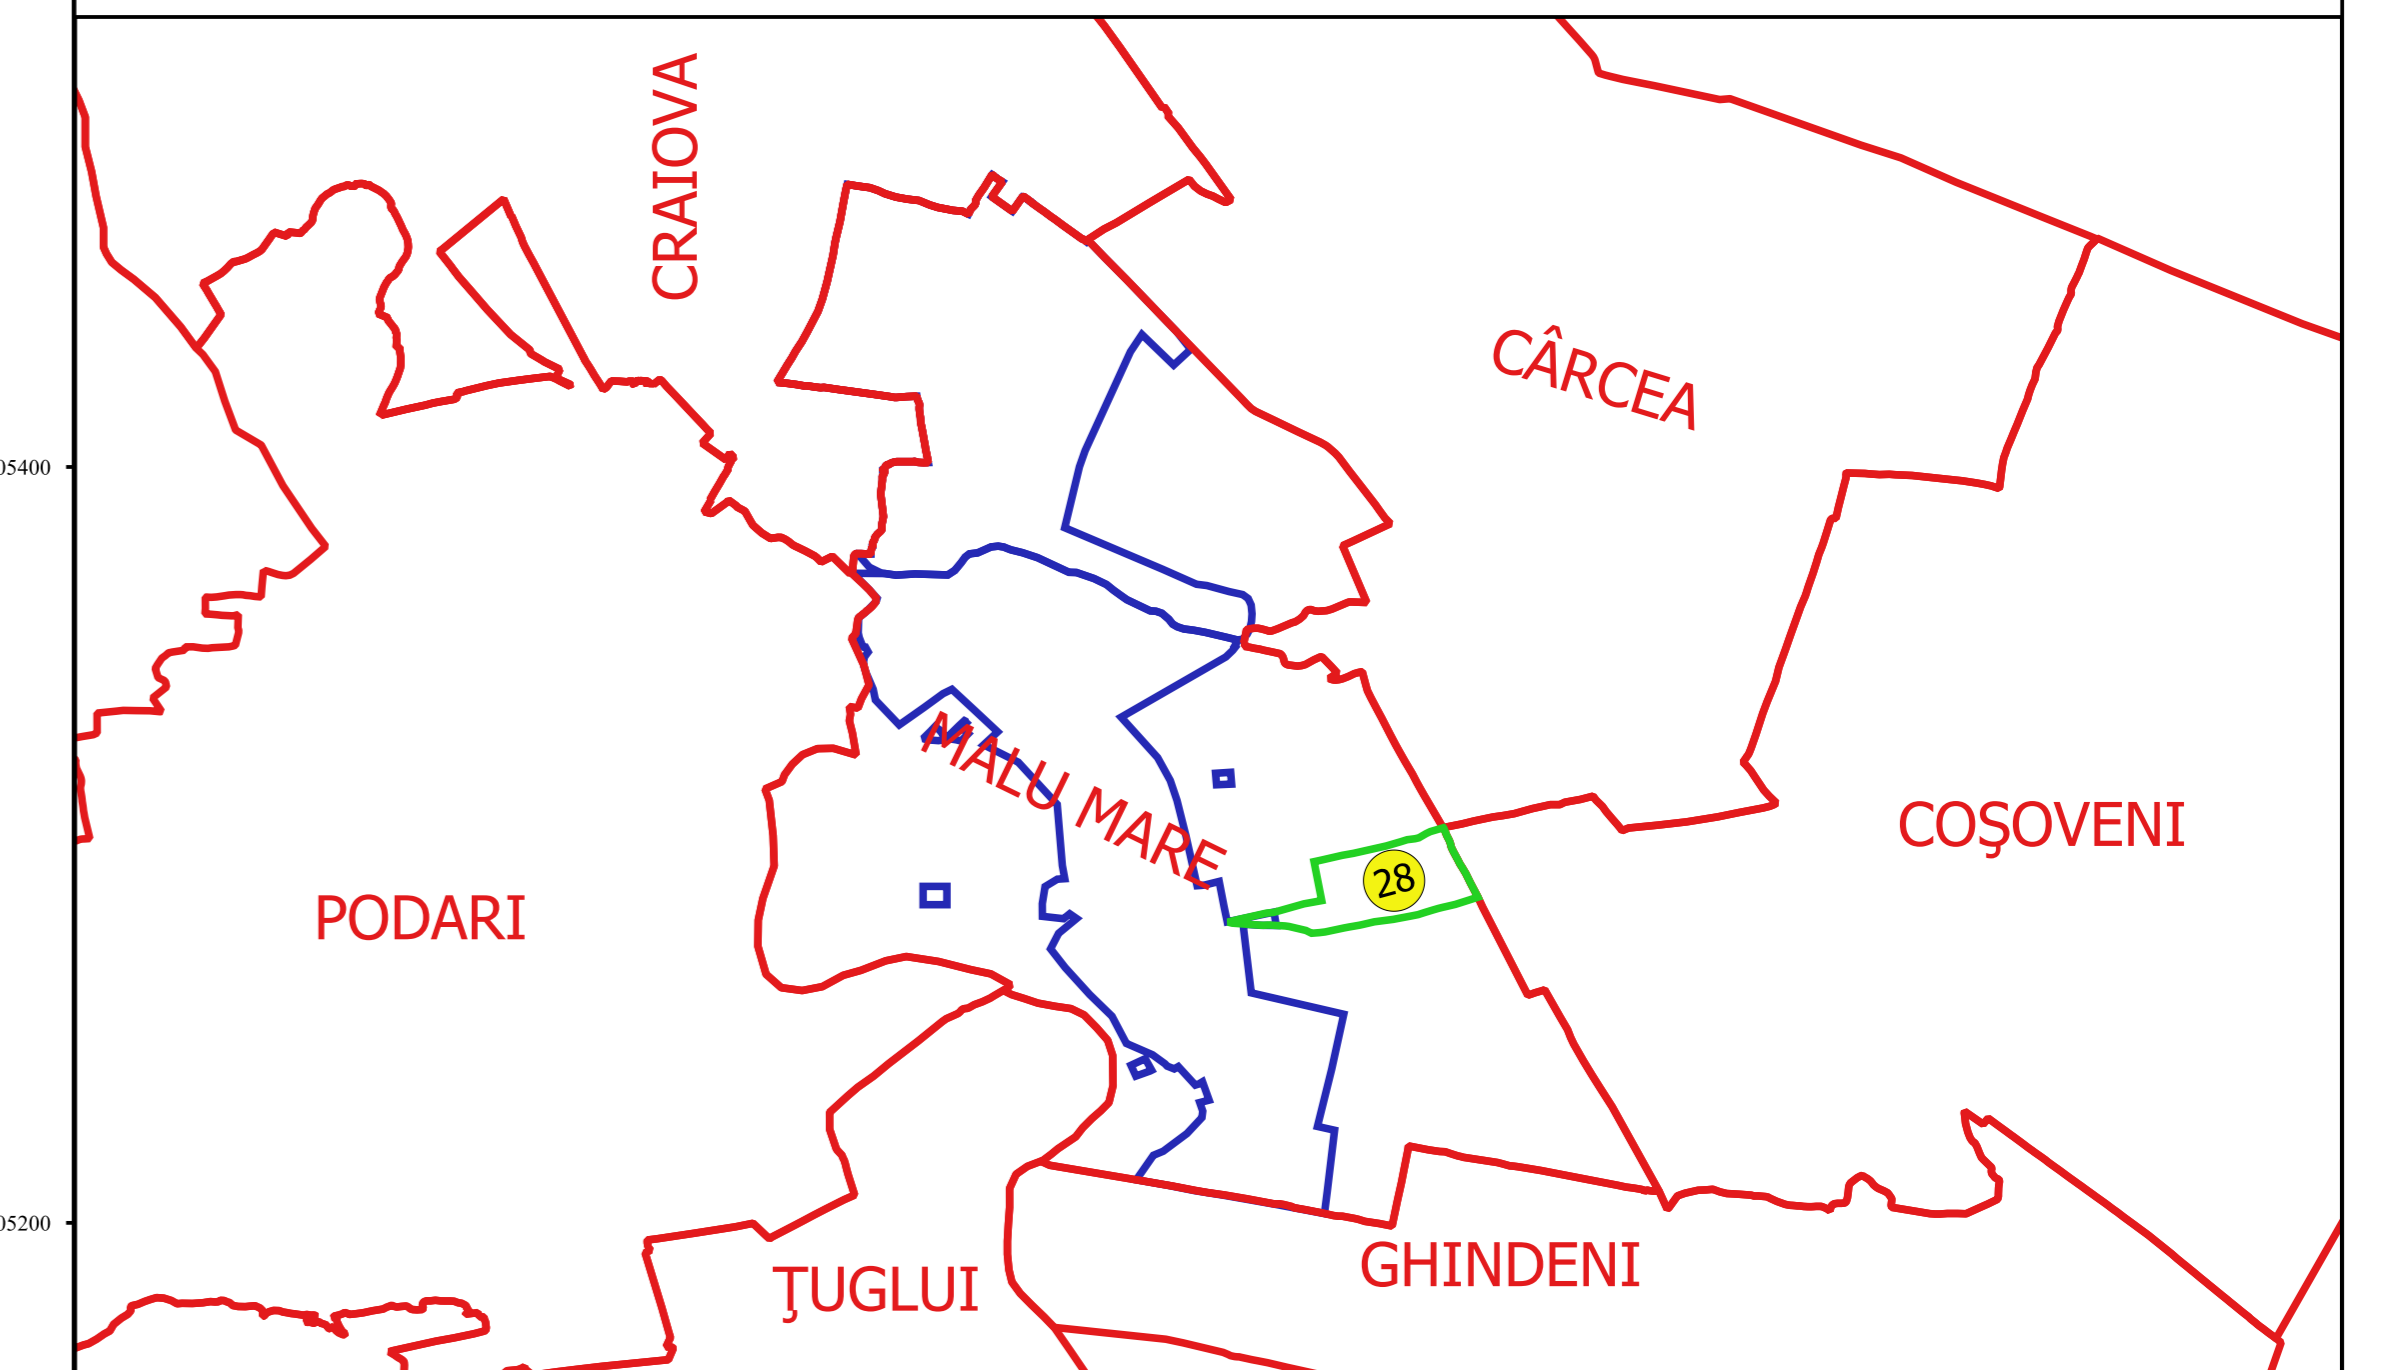 CRAIOVA
CÂRCEA
05400
MALU MARE
COŞOVENI
28
PODARI
05200
GHINDENI
ŢUGLUI